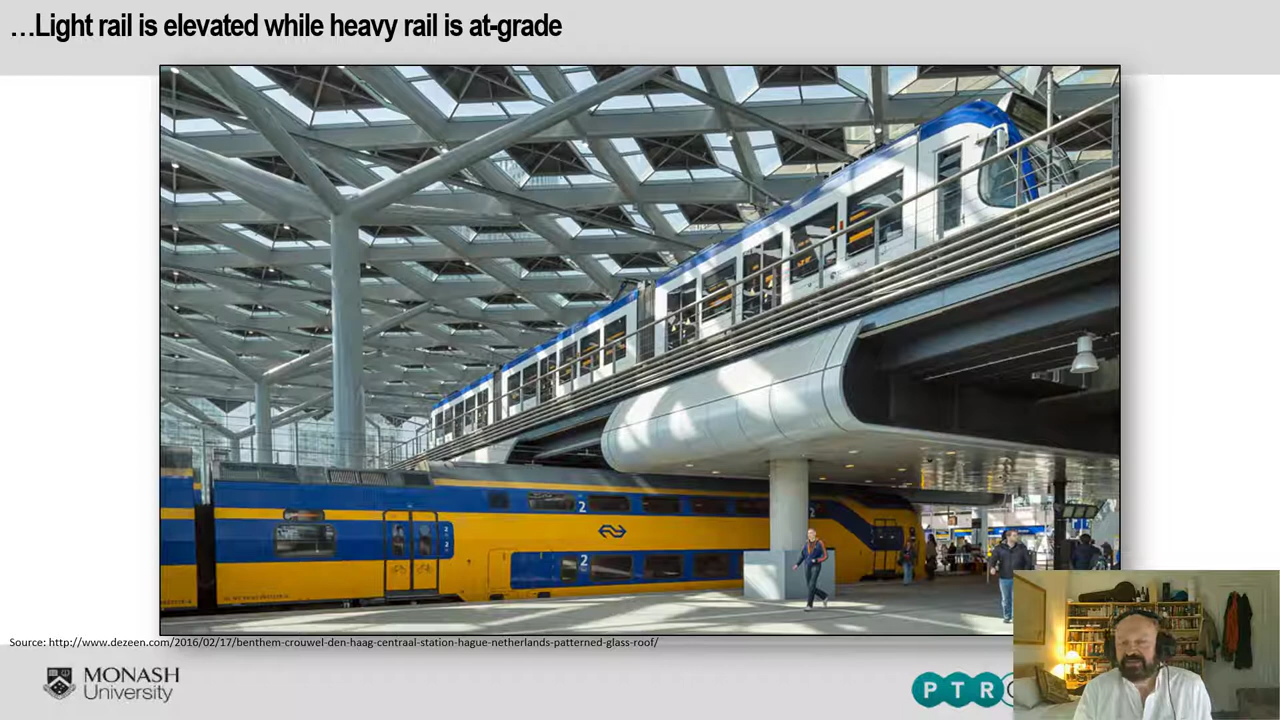 …Light rail is elevated while heavy rail is at-grade
2
2
2
Source: http://www.dezeen.com/2016/02/17/benthem-crouwel-den-haag-centraal-station-hague-netherlands-patterned-glass-roof/
MONASH
University
PTR